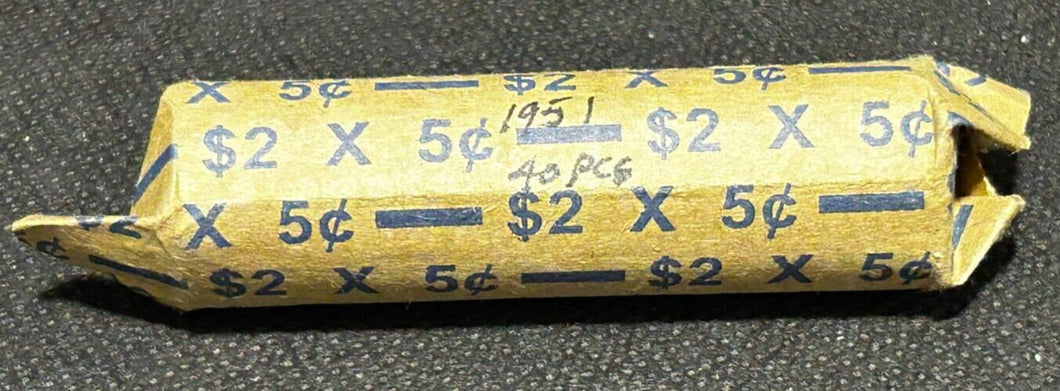 X 5¢ — $2 X 5¢ —
1951
$2 X 5¢ — $2 X 5¢
40 PCS
X 5¢ — $2 X 5¢ —
$2 X 5¢ — $2 X 5¢